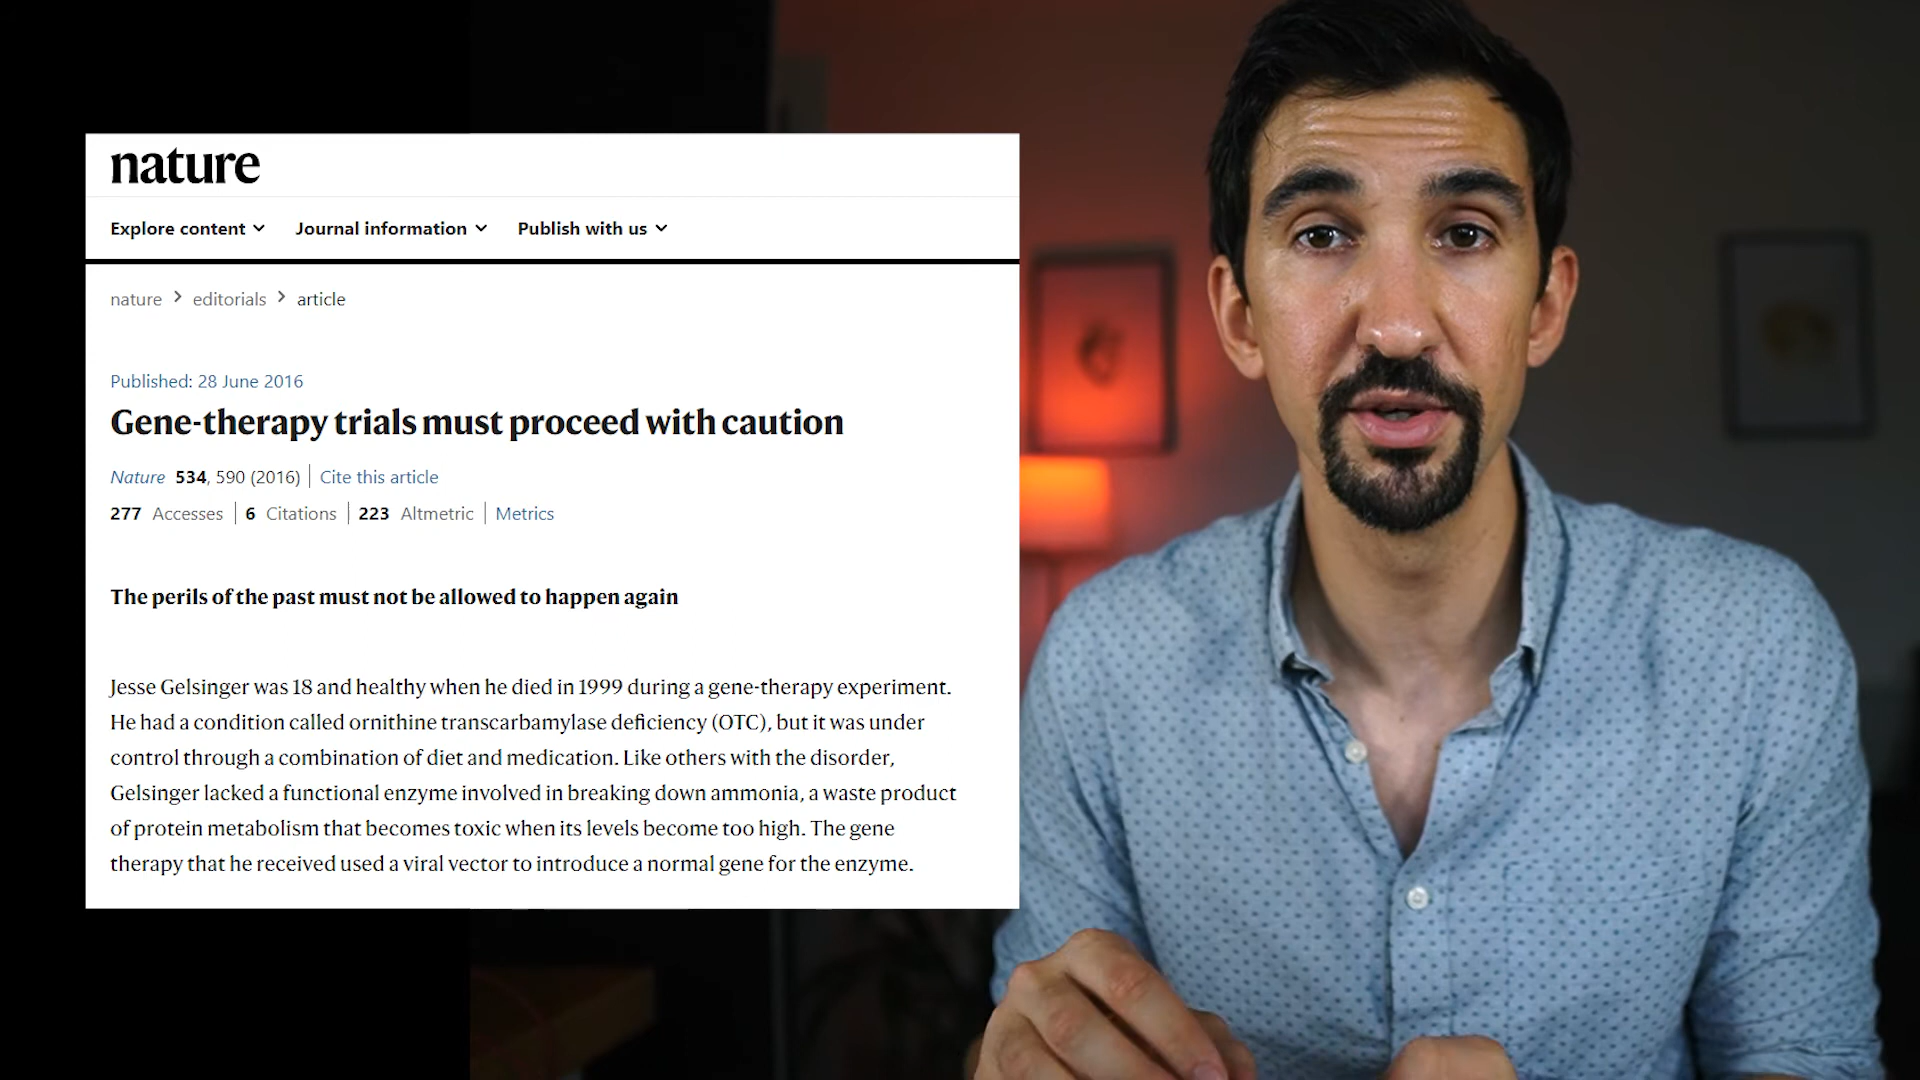 nature
Explore content Journal information Publish with us
nature > editorials > article
Published: 28 June 2016
Gene-therapy trials must proceed with caution
Nature 534, 590 (2016) | Cite this article
277 Accesses | 6 Citations | 223 Altmetric | Metrics
The perils of the past must not be allowed to happen again
Jesse Gelsinger was 18 and healthy when he died in 1999 during a gene-therapy experiment.
He had a condition called ornithine transcarbamylase deficiency (OTC), but it was under
control through a combination of diet and medication. Like others with the disorder,
Gelsinger lacked a functional enzyme involved in breaking down ammonia, a waste product
of protein metabolism that becomes toxic when its levels become too high. The gene
therapy that he received used a viral vector to introduce a normal gene for the enzyme.